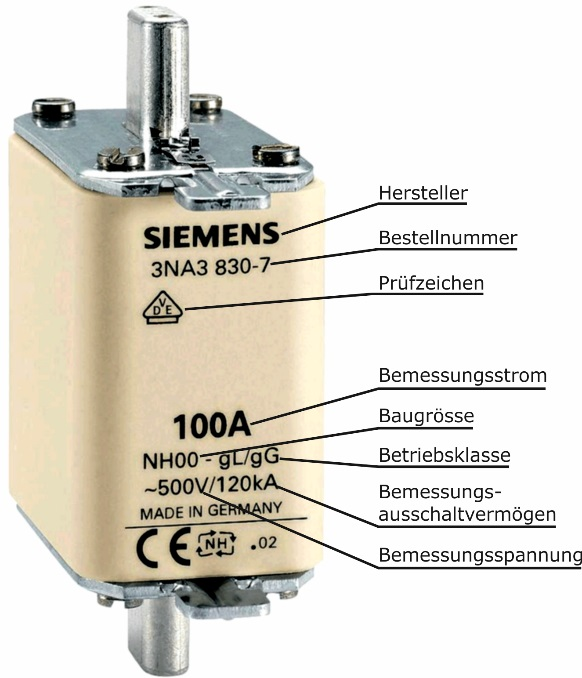 SIEMENS
3NA3 830-7
V
D E
100A
NH00 - gL/gG
~500V/120kA
MADE IN GERMANY
CE NH .02
Hersteller
Bestellnummer
Prüfzeichen
Bemessungsstrom
Baugrösse
Betriebsklasse
Bemessungs-
ausschaltvermögen
Bemessungsspannung